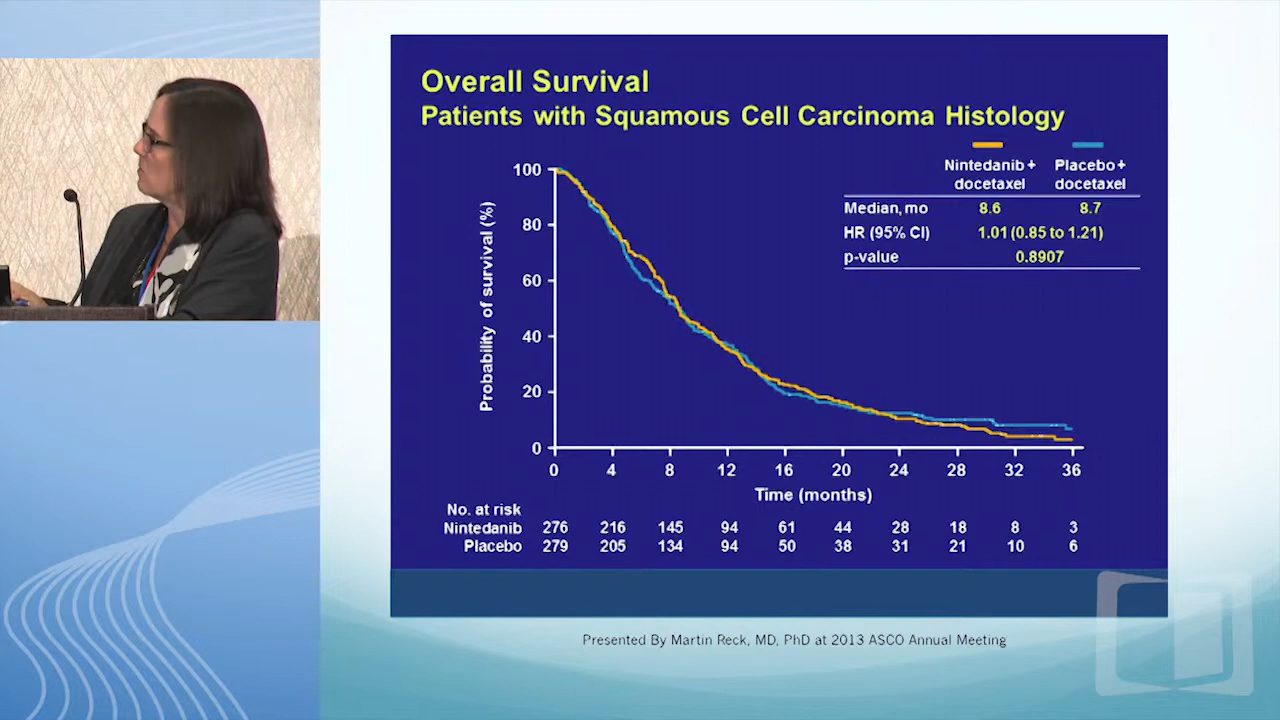 Overall Survival
Patients with Squamous Cell Carcinoma Histology
Nintedanib + docetaxel
Placebo + docetaxel
Median, mo 8.6 8.7
HR (95% CI) 1.01 (0.85 to 1.21)
p-value 0.8907
Probability of survival (%)
100
80
60
40
20
0
0 4 8 12 16 20 24 28 32 36
Time (months)
No. at risk
Nintedanib 276 216 145 94 61 44 28 18 8 3
Placebo 279 205 134 94 50 38 31 21 10 6
Presented By Martin Reck, MD, PhD at 2013 ASCO Annual Meeting